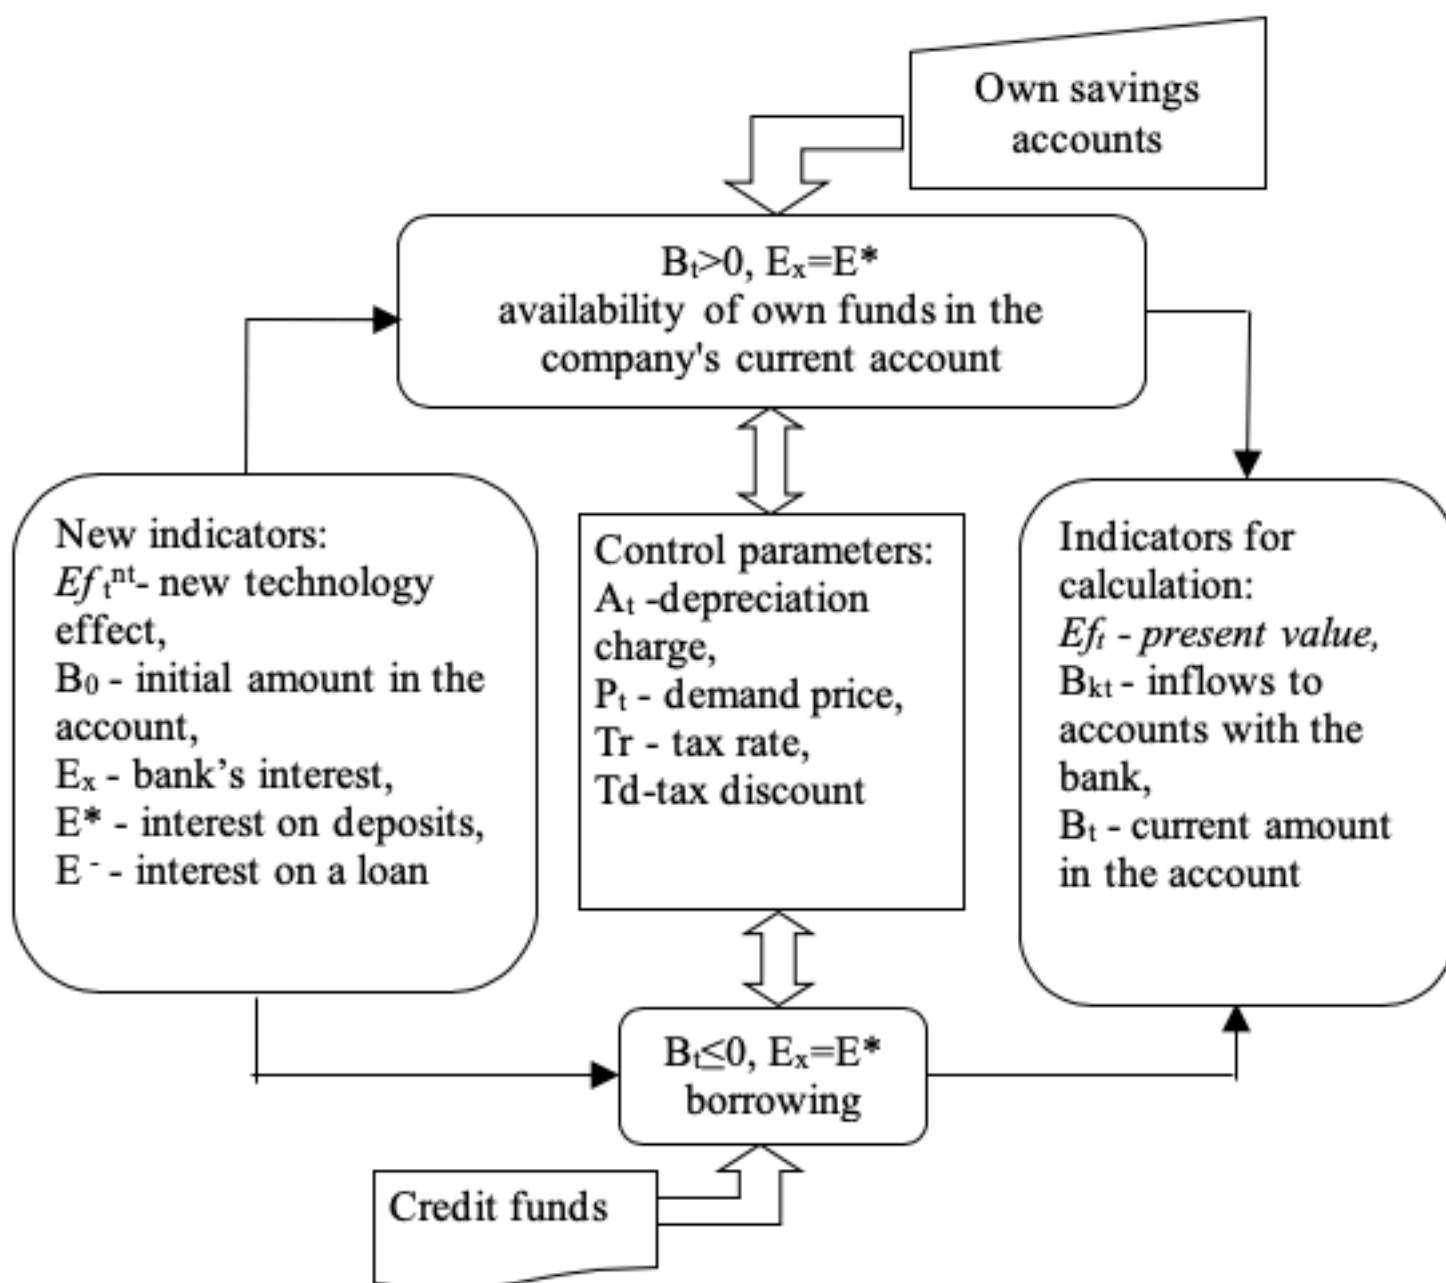 Own savings
accounts
Bₜ>0, Eₓ=E*
availability of own funds in the
company's current account
New indicators:
Ef ₜⁿᵗ- new technology
effect,
B₀ - initial amount in the
account,
Eₓ - bank’s interest,
E* - interest on deposits,
E ⁻ - interest on a loan
Control parameters:
Aₜ -depreciation
charge,
Pₜ - demand price,
Tr - tax rate,
Td-tax discount
Indicators for
calculation:
Efₜ - present value,
Bₖₜ - inflows to
accounts with the
bank,
Bₜ - current amount
in the account
Bₜ≤0, Eₓ=E*
borrowing
Credit funds